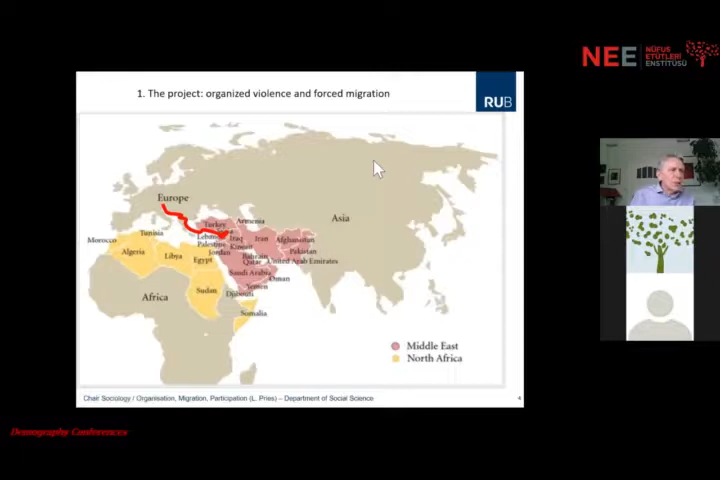 NEE
NÜFUS
ETÜTLERİ
ENSTİTÜSÜ
1. The project: organized violence and forced migration
RUB
Europe
Asia
Turkey
Armenia
Tunisia
Morocco
Algeria
Libya
Egypt
Palestine
Jordan
Iraq
Iran
Afghanistan
Kuwait
Pakistan
Bahrain
Qatar
United Arab Emirates
Saudi Arabia
Oman
Yemen
Sudan
Djibouti
Somalia
Africa
Middle East
North Africa
Chair Sociology / Organisation, Migration, Participation (L. Pries) – Department of Social Science
4
Demography Conferences